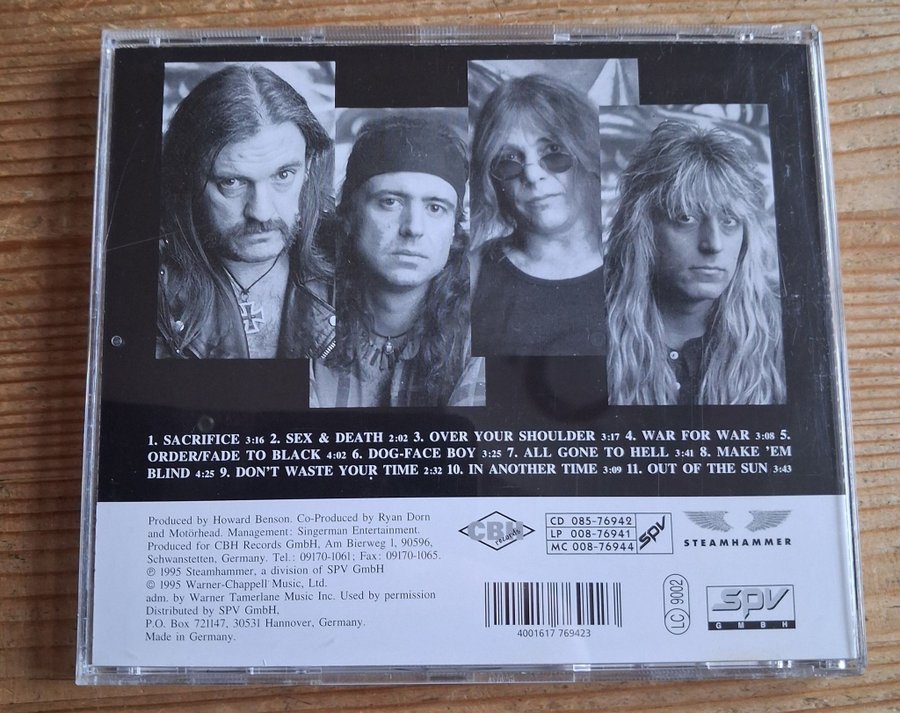 1. SACRIFICE 3:16 2. SEX & DEATH 2:02 3. OVER YOUR SHOULDER 3:17 4. WAR FOR WAR 3:08 5.
ORDER/FADE TO BLACK 4:02 6. DOG-FACE BOY 3:25 7. ALL GONE TO HELL 3:41 8. MAKE 'EM
BLIND 4:25 9. DON'T WASTE YOUR TIME 2:32 10. IN ANOTHER TIME 3:09 11. OUT OF THE SUN 3:43
Produced by Howard Benson. Co-Produced by Ryan Dorn
and Motörhead. Management: Singerman Entertainment.
Produced for CBH Records GmbH, Am Bierweg 1, 90596,
Schwanstetten, Germany. Tel.: 09170-1061; Fax: 09170-1065.
℗ 1995 Steamhammer, a division of SPV GmbH
© 1995 Warner-Chappell Music, Ltd.
adm. by Warner Tamerlane Music Inc. Used by permission
Distributed by SPV GmbH,
P.O. Box 721147, 30531 Hannover, Germany.
Made in Germany.
CBH
records
CD 085-76942
LP 008-76941
MC 008-76944
SPV
STEAMHAMMER
4001617 769423
LC 9002
SPV
GMBH